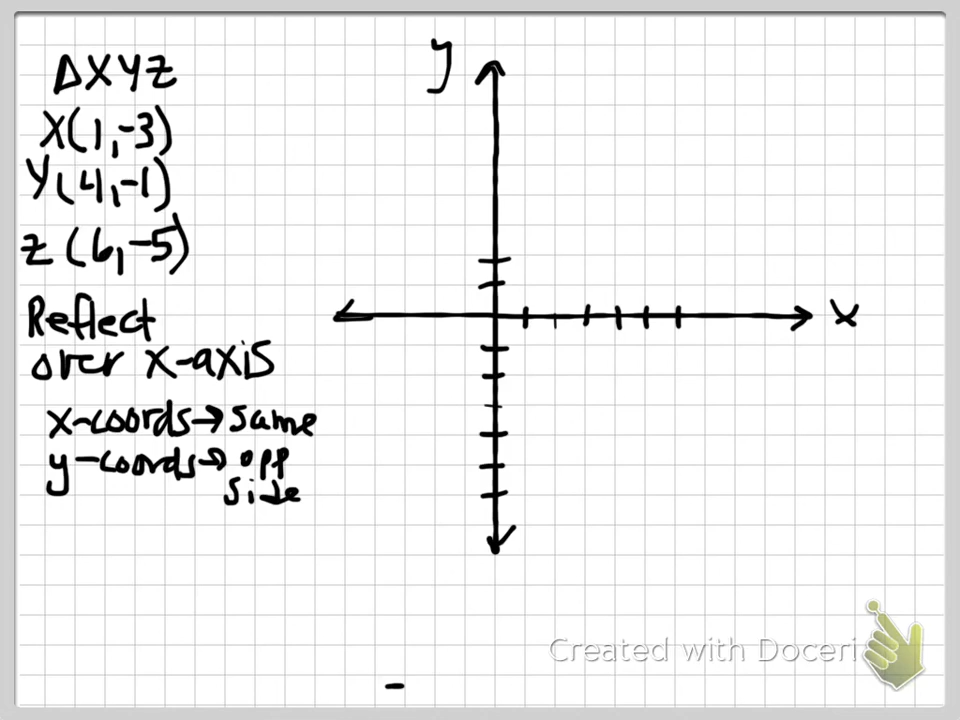 ΔXYZ
X(1,-3)
Y(4,-1)
Z(6,-5)
Reflect
over x-axis
x-coords→same
y-coords→opp
side
y
x
Created with Doceri